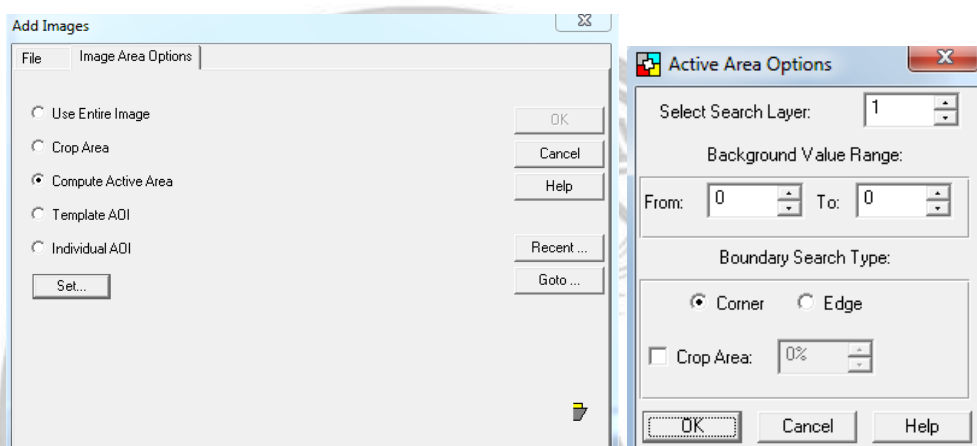 Add Images
File
Image Area Options
Use Entire Image
Crop Area
Compute Active Area
Template AOI
Individual AOI
Set...
OK
Cancel
Help
Recent ...
Goto ...
Active Area Options
Select Search Layer: 1
Background Value Range:
From: 0 To: 0
Boundary Search Type:
Corner Edge
Crop Area: 0%
OK Cancel Help